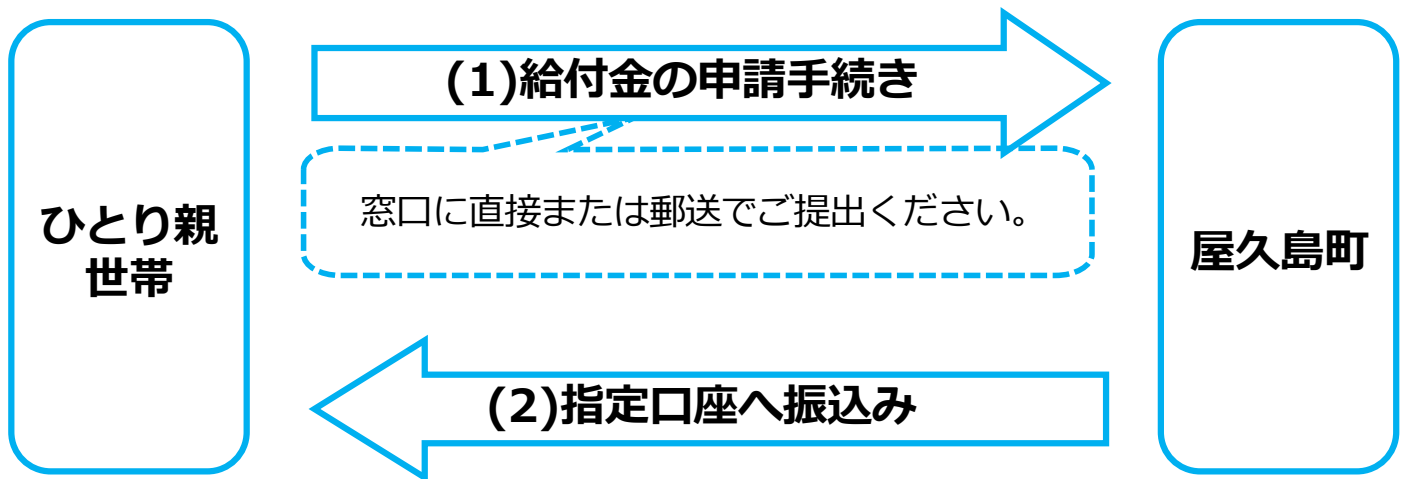 (1)給付金の申請手続き
窓口に直接または郵送でご提出ください。
ひとり親
世帯
屋久島町
(2)指定口座へ振込み